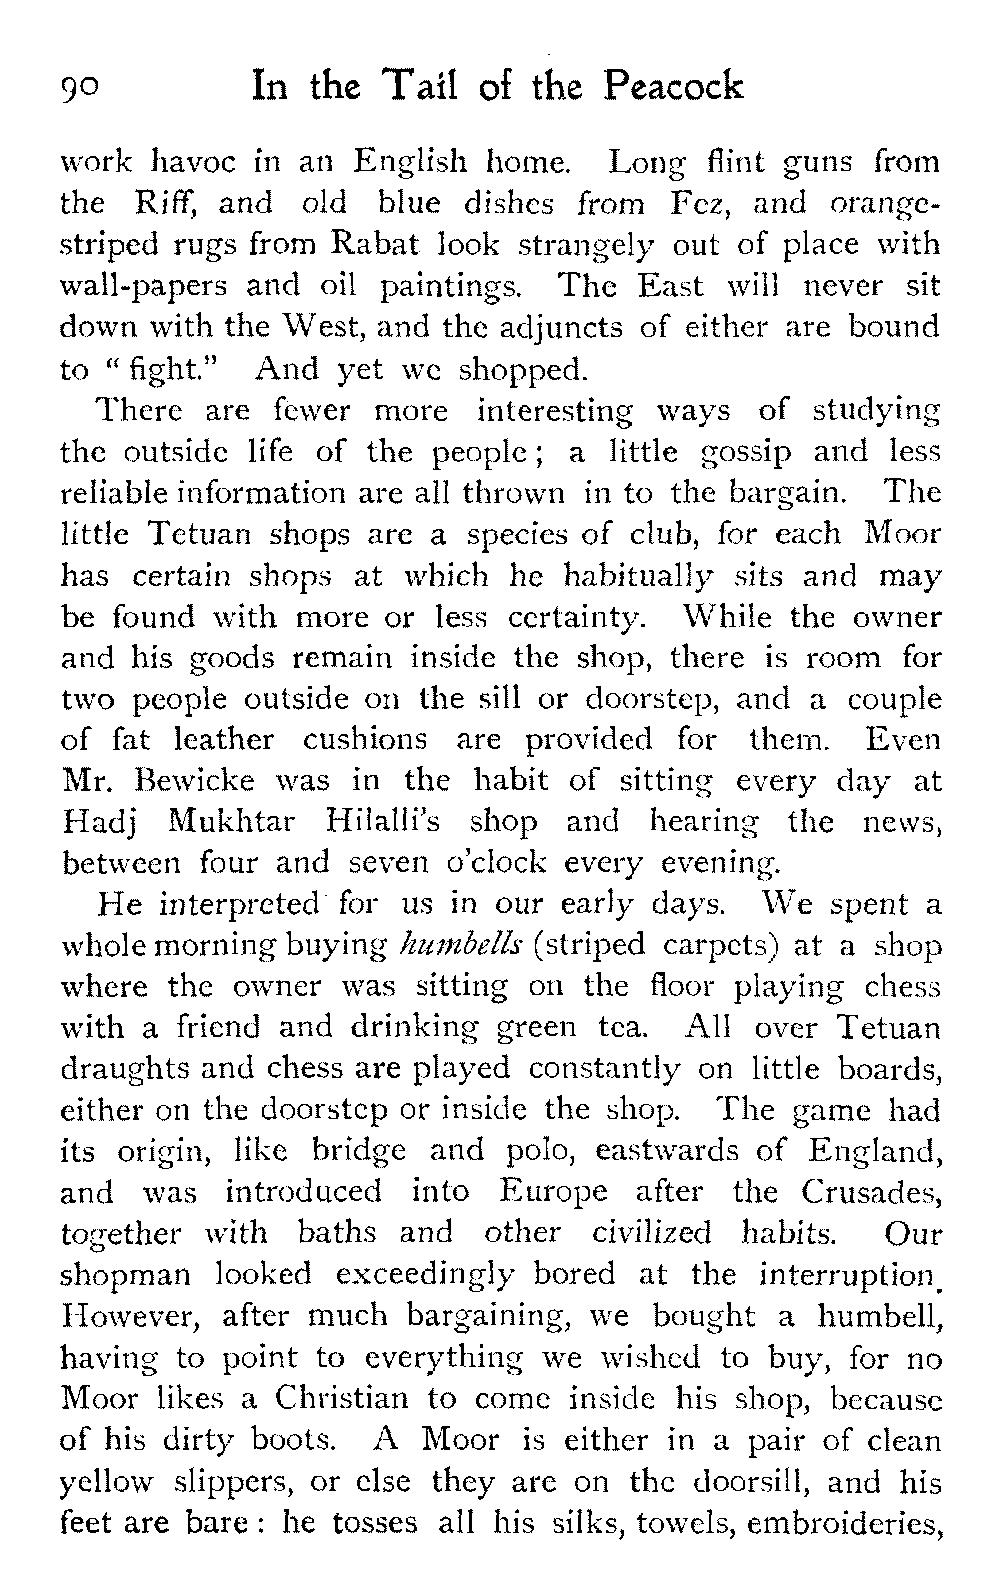 90 In the Tail of the Peacock
work havoc in an English home. Long flint guns from
the Riff, and old blue dishes from Fez, and orange-
striped rugs from Rabat look strangely out of place with
wall-papers and oil paintings. The East will never sit
down with the West, and the adjuncts of either are bound
to “ fight.” And yet we shopped.
There are fewer more interesting ways of studying
the outside life of the people ; a little gossip and less
reliable information are all thrown in to the bargain. The
little Tetuan shops are a species of club, for each Moor
has certain shops at which he habitually sits and may
be found with more or less certainty. While the owner
and his goods remain inside the shop, there is room for
two people outside on the sill or doorstep, and a couple
of fat leather cushions are provided for them. Even
Mr. Bewicke was in the habit of sitting every day at
Hadj Mukhtar Hilalli’s shop and hearing the news,
between four and seven o’clock every evening.
He interpreted for us in our early days. We spent a
whole morning buying humbells (striped carpets) at a shop
where the owner was sitting on the floor playing chess
with a friend and drinking green tea. All over Tetuan
draughts and chess are played constantly on little boards,
either on the doorstep or inside the shop. The game had
its origin, like bridge and polo, eastwards of England,
and was introduced into Europe after the Crusades,
together with baths and other civilized habits. Our
shopman looked exceedingly bored at the interruption.
However, after much bargaining, we bought a humbell,
having to point to everything we wished to buy, for no
Moor likes a Christian to come inside his shop, because
of his dirty boots. A Moor is either in a pair of clean
yellow slippers, or else they are on the doorsill, and his
feet are bare : he tosses all his silks, towels, embroideries,